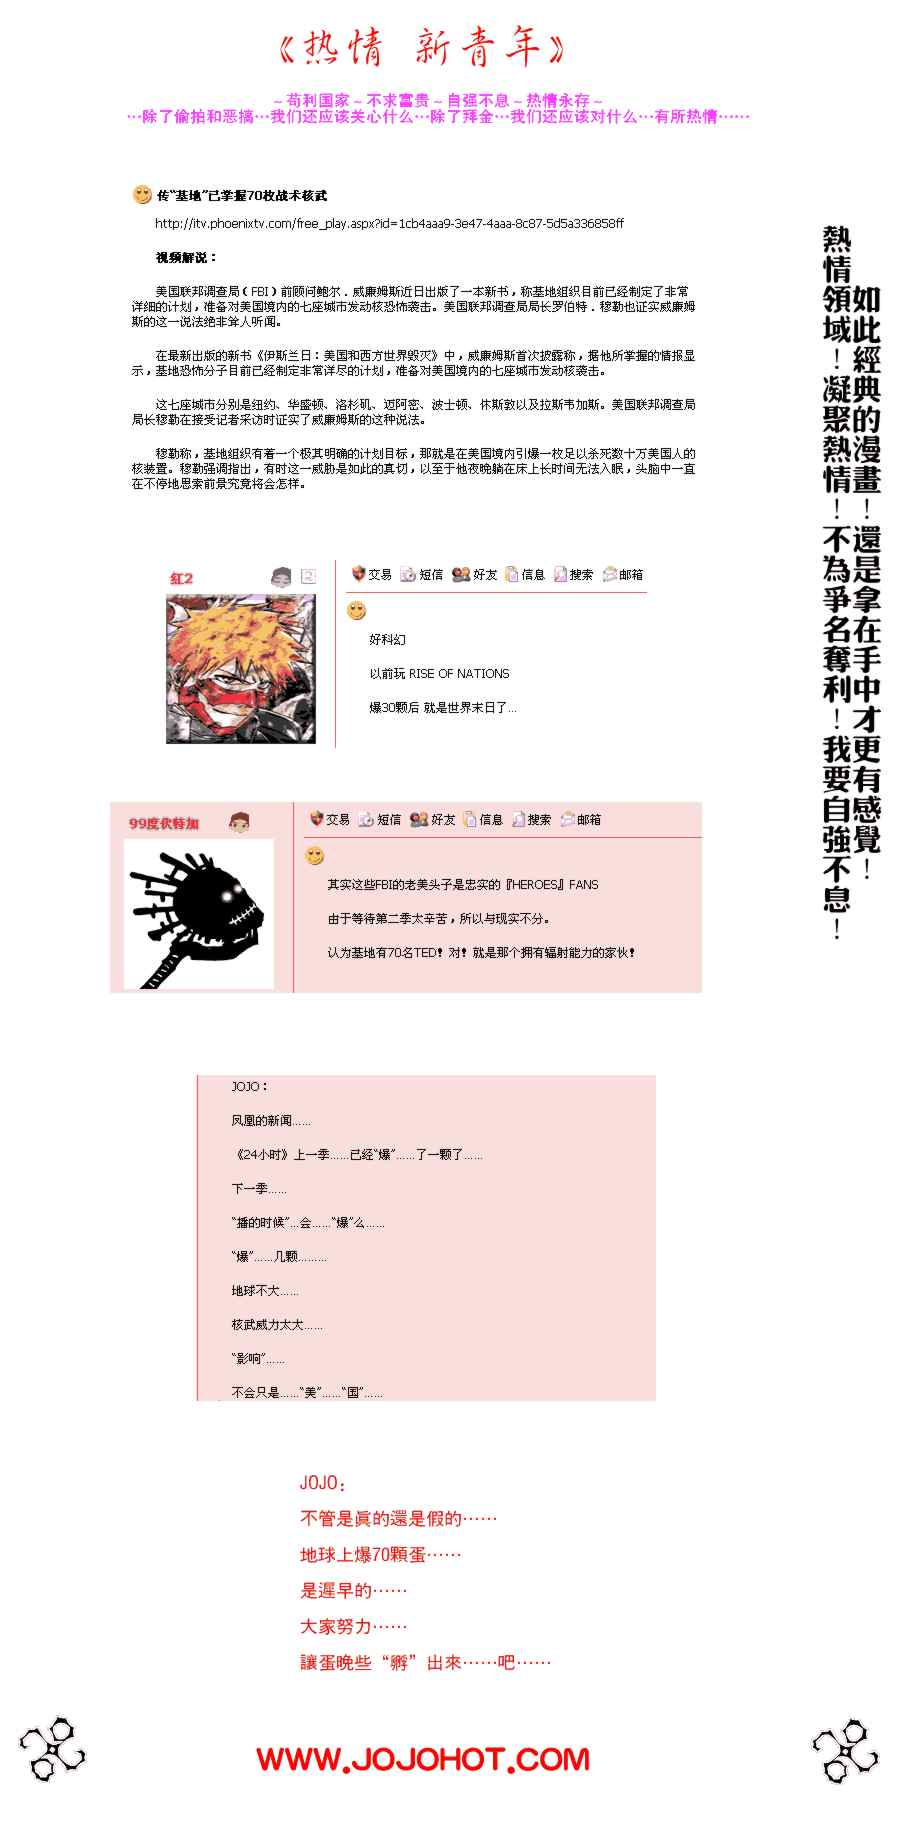 《热情 新青年》
～苟利国家～不求富贵～自强不息～热情永存～
…除了偷拍和恶搞…我们还应该关心什么…除了拜金…我们还应该对什么…有所热情……
传“基地”已掌握70枚战术核武
http://itv.phoenixtv.com/free_play.aspx?id=1cb4aaa9-3e47-4aaa-8c87-5d5a336858ff
视频解说：
美国联邦调查局（FBI）前顾问鲍尔．威廉姆斯近日出版了一本新书，称基地组织目前已经制定了非常
详细的计划，准备对美国境内的七座城市发动核恐怖袭击。美国联邦调查局局长罗伯特．穆勒也证实威廉姆
斯的这一说法绝非耸人听闻。
在最新出版的新书《伊斯兰日：美国和西方世界毁灭》中，威廉姆斯首次披露称，据他所掌握的情报显
示，基地恐怖分子目前已经制定非常详尽的计划，准备对美国境内的七座城市发动核袭击。
这七座城市分别是纽约、华盛顿、洛杉矶、迈阿密、波士顿、休斯敦以及拉斯韦加斯。美国联邦调查局
局长穆勒在接受记者采访时证实了威廉姆斯的这种说法。
穆勒称，基地组织有着一个极其明确的计划目标，那就是在美国境内引爆一枚足以杀死数十万美国人的
核装置。穆勒强调指出，有时这一威胁是如此的真切，以至于他夜晚躺在床上长时间无法入眠，头脑中一直
在不停地思索前景究竟将会怎样。
如此經典的漫畫！還是拿在手中才更有感覺！
熱情領域！凝聚熱情！不為爭名奪利！我要自強不息！
红2
2
交易 短信 好友 信息 搜索 邮箱
好科幻
以前玩 RISE OF NATIONS
爆30颗后 就是世界末日了...
99度伏特加
交易 短信 好友 信息 搜索 邮箱
其实这些FBI的老美头子是忠实的『HEROES』FANS
由于等待第二季太辛苦，所以与现实不分。
认为基地有70名TED！对！就是那个拥有辐射能力的家伙！
JOJO：
凤凰的新闻……
《24小时》上一季……已经“爆”……了一颗了……
下一季……
“播的时候”...会……“爆”么……
“爆”……几颗………
地球不大……
核武威力太大……
“影响”……
不会只是……“美”……“国”……
JOJO：
不管是眞的還是假的……
地球上爆70顆蛋……
是遲早的……
大家努力……
讓蛋晚些“孵”出來……吧……
WWW.JOJOHOT.COM